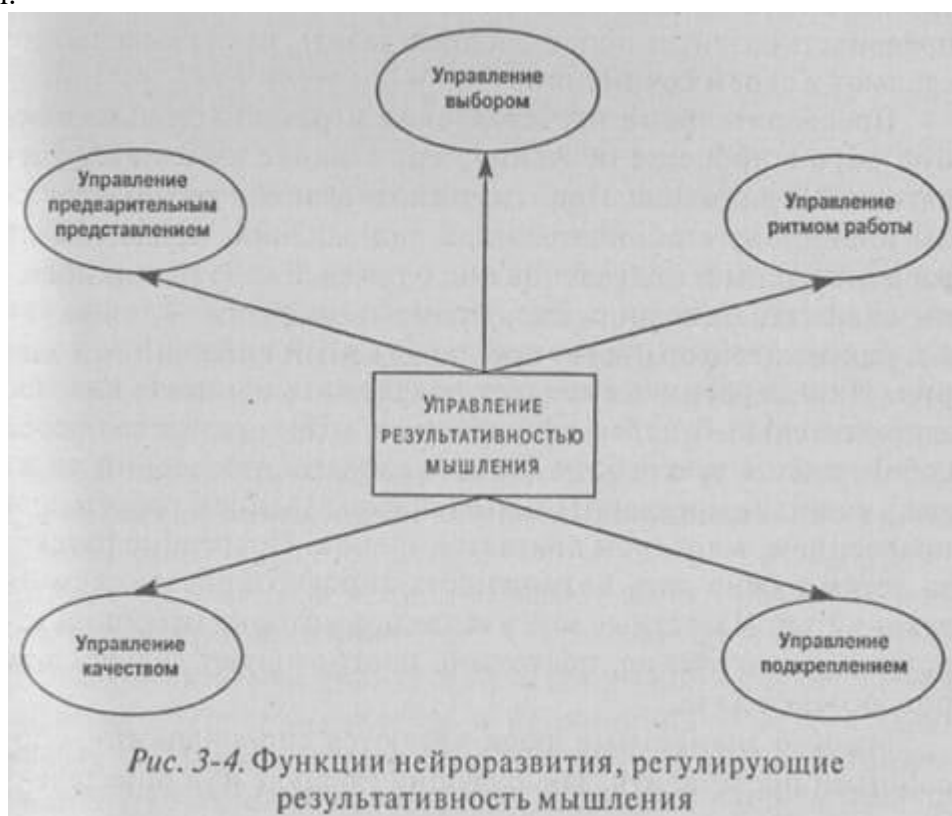 Управление
выбором
Управление
предварительным
представлением
Управление
ритмом работы
УПРАВЛЕНИЕ
РЕЗУЛЬТАТИВНОСТЬЮ
МЫШЛЕНИЯ
Управление
качеством
Управление
подкреплением
Рис. 3-4. Функции нейроразвития, регулирующие
результативность мышления